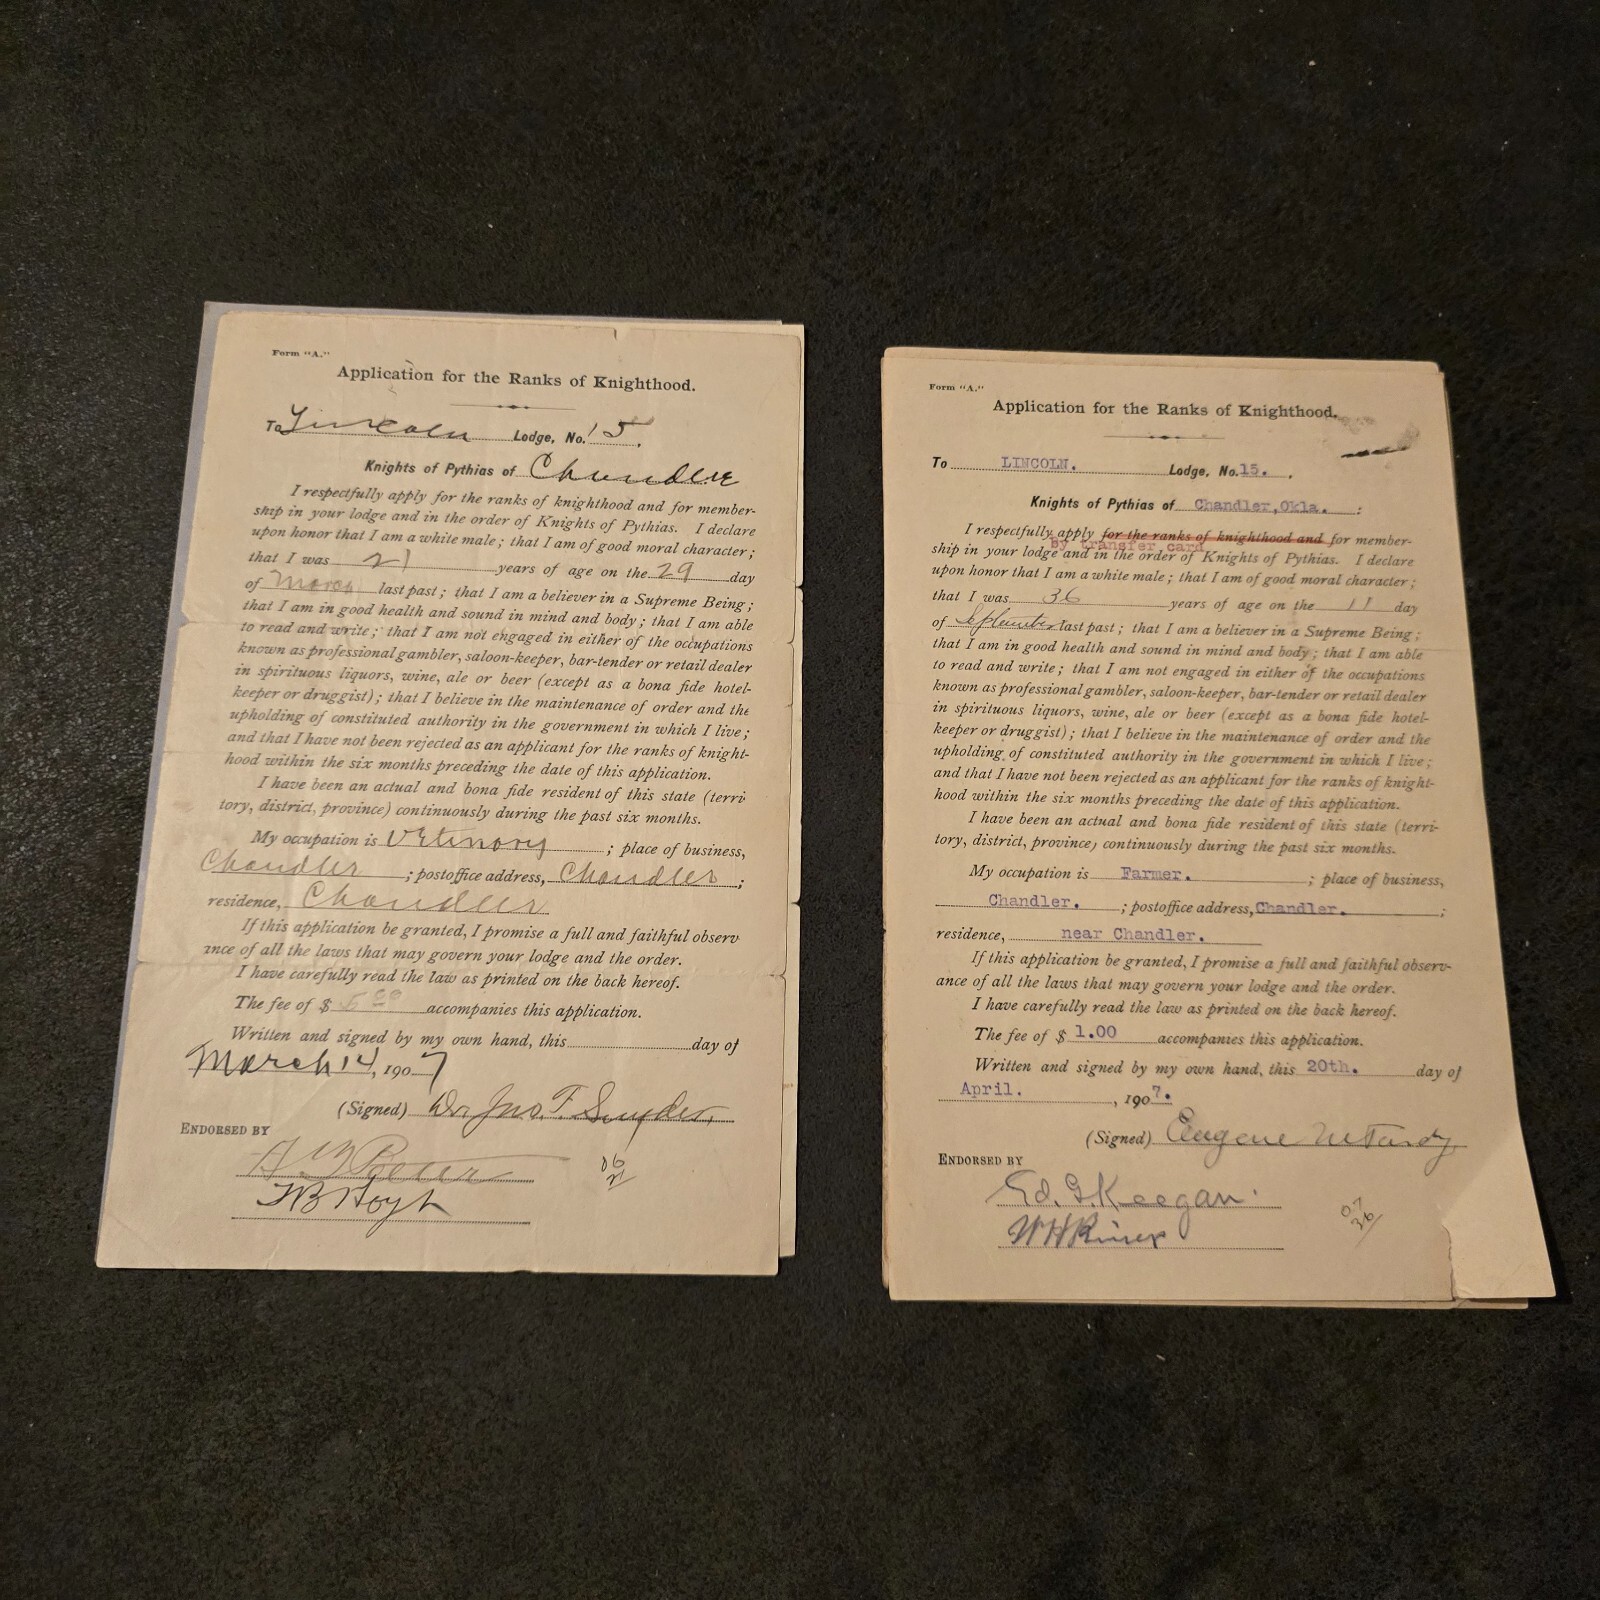 Form "A."
Application for the Ranks of Knighthood.
To Lincoln Lodge, No. 15.
Knights of Pythias of Chandler
I respectfully apply for the ranks of knighthood and for member-
ship in your lodge and in the order of Knights of Pythias. I declare
upon honor that I am a white male; that I am of good moral character;
that I was 21 years of age on the 29 day
of March last past; that I am a believer in a Supreme Being;
that I am in good health and sound in mind and body; that I am able
to read and write; that I am not engaged in either of the occupations
known as professional gambler, saloon-keeper, bar-tender or retail dealer
in spirituous liquors, wine, ale or beer (except as a bona fide hotel-
keeper or druggist); that I believe in the maintenance of order and the
upholding of constituted authority in the government in which I live;
and that I have not been rejected as an applicant for the ranks of knight-
hood within the six months preceding the date of this application.
I have been an actual and bona fide resident of this state (terri
tory, district, province) continuously during the past six months.
My occupation is Vetinory; place of business,
Chandler; postoffice address, Chandler;
residence, Chandler
If this application be granted, I promise a full and faithful observ
ance of all the laws that may govern your lodge and the order.
I have carefully read the law as printed on the back hereof.
The fee of $ 5 00 accompanies this application.
Written and signed by my own hand, this day of
March 14, 1907
(Signed) Dr. Jno. F. Snyder
ENDORSED BY
F B Hoyt
06
21
Form "A."
Application for the Ranks of Knighthood.
To LINCOLN. Lodge, No. 15.
Knights of Pythias of Chandler, Okla. :
I respectfully apply for the ranks of knighthood and for member-
by transfer card
ship in your lodge and in the order of Knights of Pythias. I declare
upon honor that I am a white male; that I am of good moral character;
that I was 36 years of age on the 11 day
of September last past; that I am a believer in a Supreme Being;
that I am in good health and sound in mind and body; that I am able
to read and write; that I am not engaged in either of the occupations
known as professional gambler, saloon-keeper, bar-tender or retail dealer
in spirituous liquors, wine, ale or beer (except as a bona fide hotel-
keeper or druggist); that I believe in the maintenance of order and the
upholding of constituted authority in the government in which I live;
and that I have not been rejected as an applicant for the ranks of knight-
hood within the six months preceding the date of this application.
I have been an actual and bona fide resident of this state (terri-
tory, district, province) continuously during the past six months.
My occupation is Farmer. ; place of business,
Chandler. ; postoffice address, Chandler. ;
residence, near Chandler.
If this application be granted, I promise a full and faithful observ-
ance of all the laws that may govern your lodge and the order.
I have carefully read the law as printed on the back hereof.
The fee of $ 1.00 accompanies this application.
Written and signed by my own hand, this 20th. day of
April. , 1907.
(Signed) Eugene
ENDORSED BY
Ed. G. Keegan.
W H
07
36